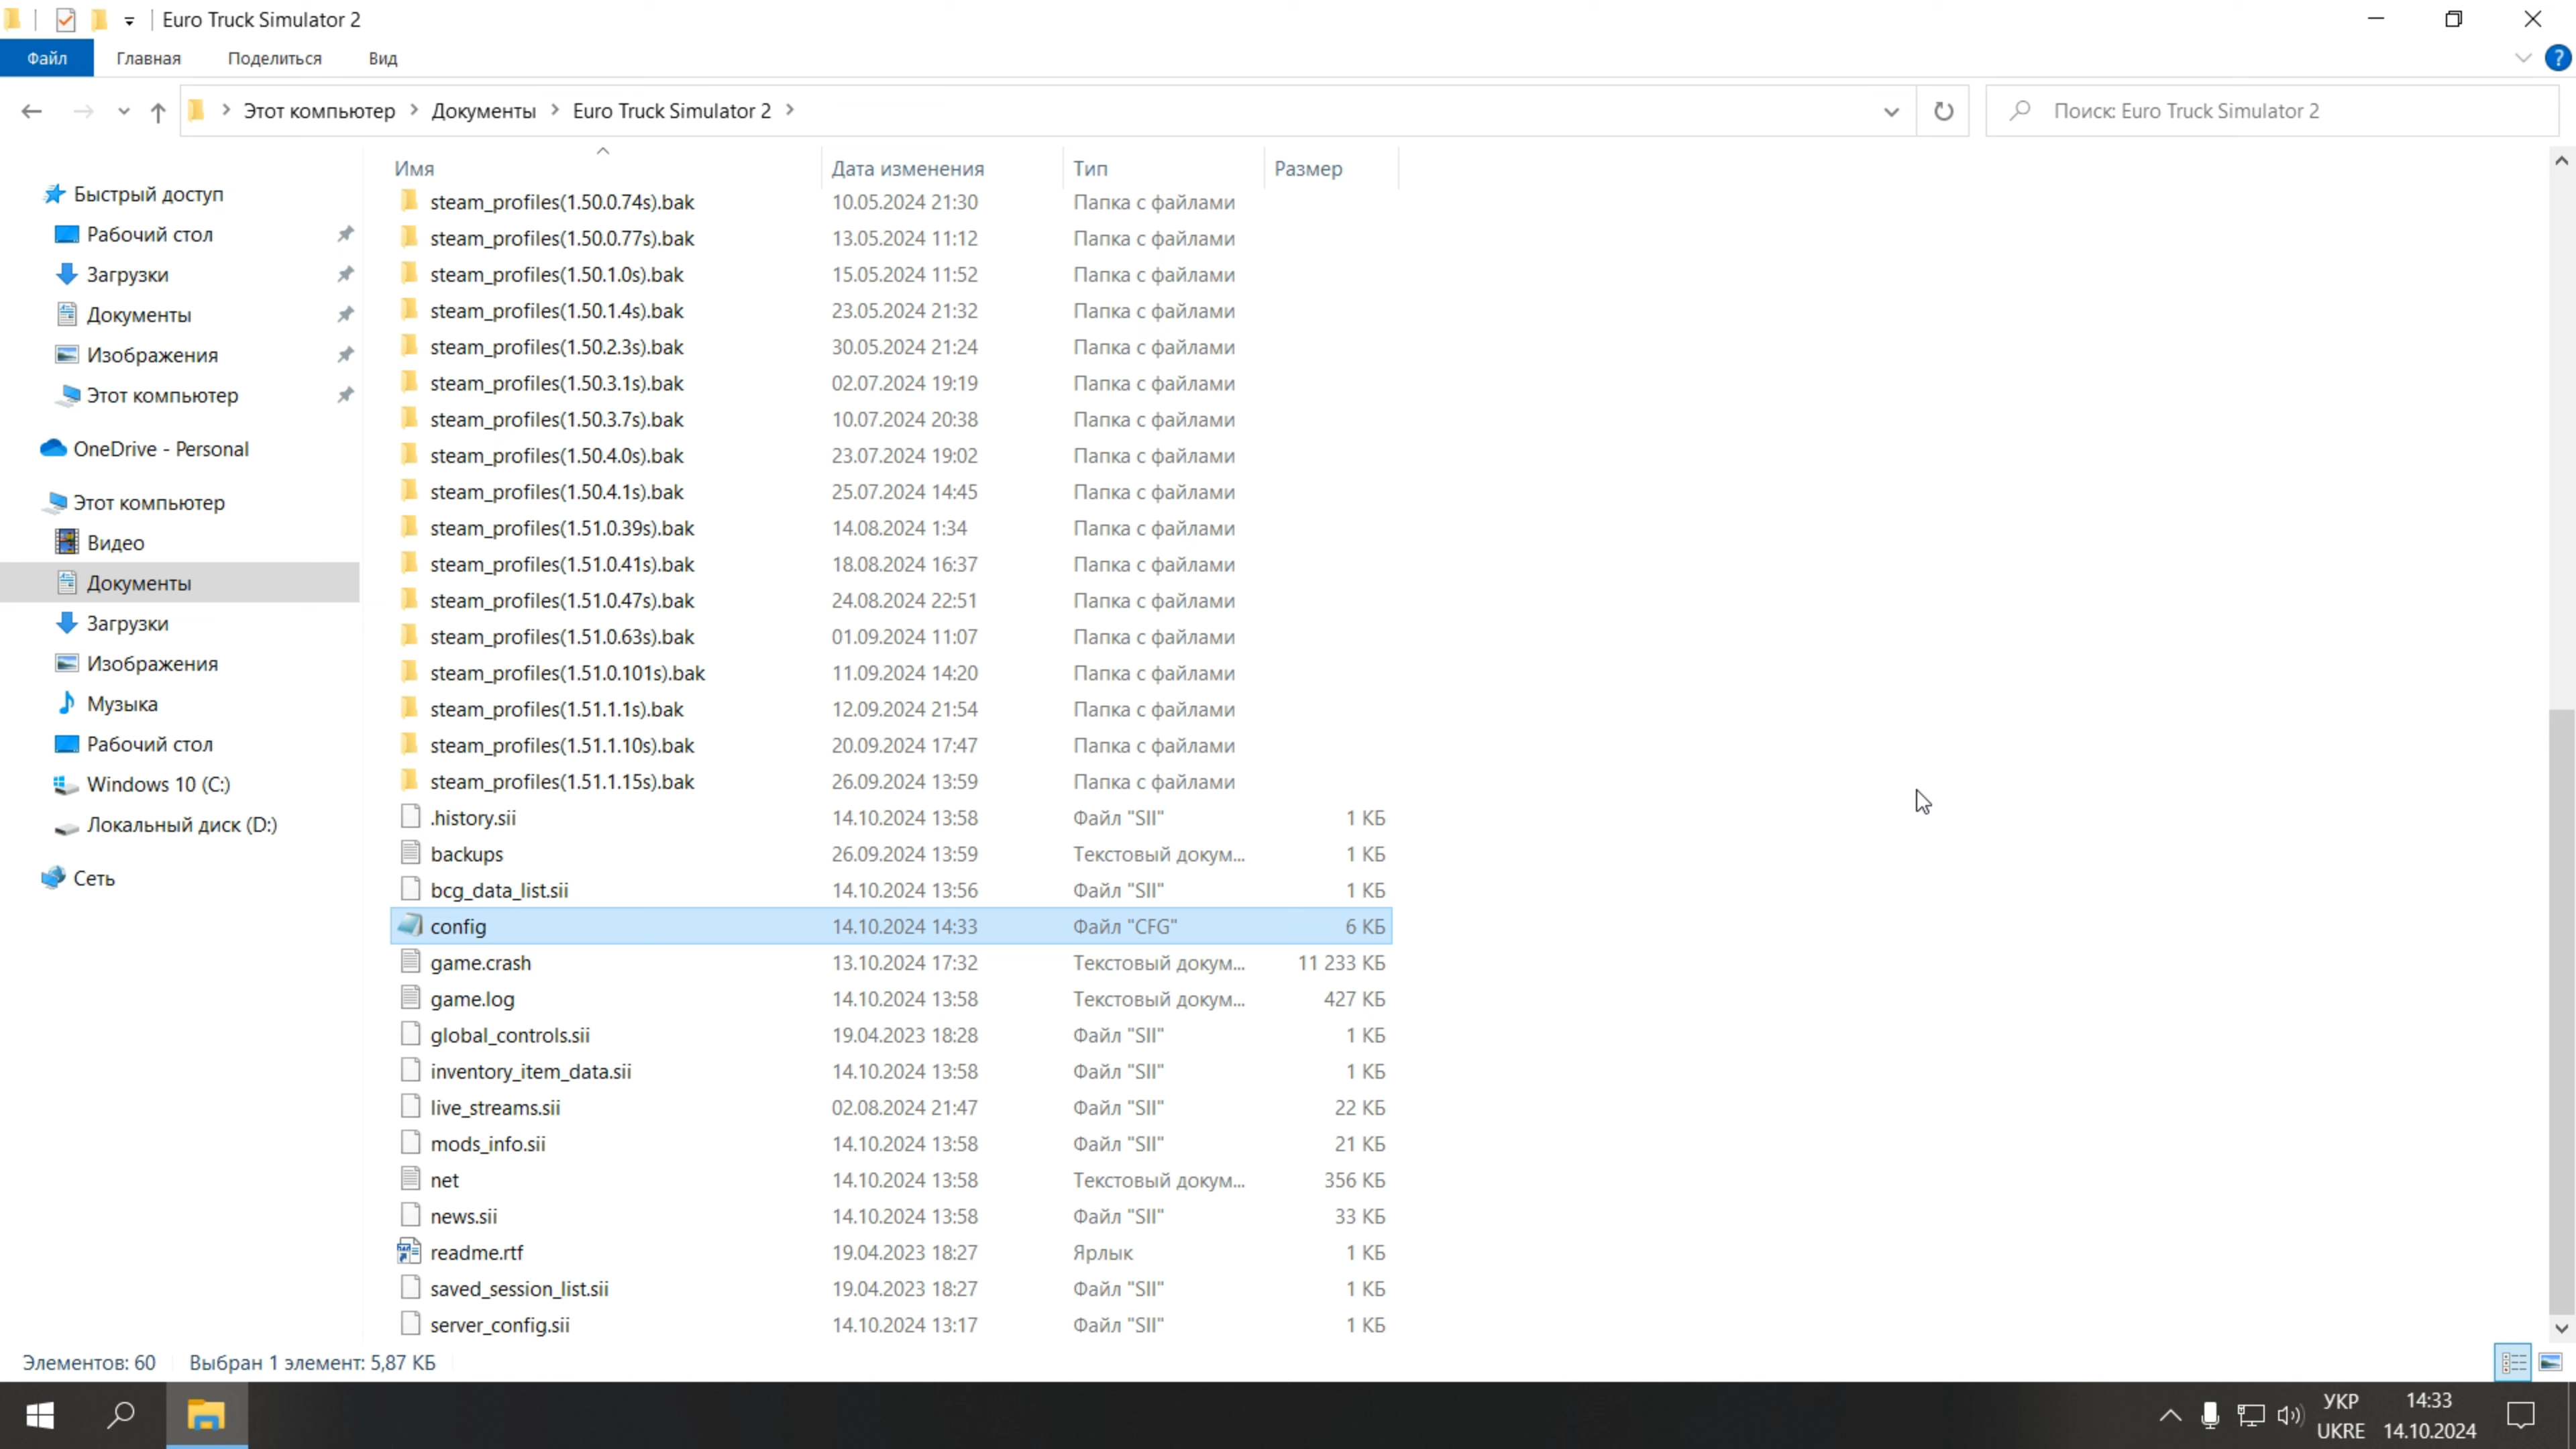 Euro Truck Simulator 2
Файл Главная Поделиться Вид
Этот компьютер Документы Euro Truck Simulator 2
Поиск: Euro Truck Simulator 2
Быстрый доступ
Рабочий стол
Загрузки
Документы
Изображения
Этот компьютер
OneDrive - Personal
Этот компьютер
Видео
Документы
Загрузки
Изображения
Музыка
Рабочий стол
Windows 10 (C:)
Локальный диск (D:)
Сеть
Имя Дата изменения Тип Размер
steam_profiles(1.50.0.74s).bak 10.05.2024 21:30 Папка с файлами
steam_profiles(1.50.0.77s).bak 13.05.2024 11:12 Папка с файлами
steam_profiles(1.50.1.0s).bak 15.05.2024 11:52 Папка с файлами
steam_profiles(1.50.1.4s).bak 23.05.2024 21:32 Папка с файлами
steam_profiles(1.50.2.3s).bak 30.05.2024 21:24 Папка с файлами
steam_profiles(1.50.3.1s).bak 02.07.2024 19:19 Папка с файлами
steam_profiles(1.50.3.7s).bak 10.07.2024 20:38 Папка с файлами
steam_profiles(1.50.4.0s).bak 23.07.2024 19:02 Папка с файлами
steam_profiles(1.50.4.1s).bak 25.07.2024 14:45 Папка с файлами
steam_profiles(1.51.0.39s).bak 14.08.2024 1:34 Папка с файлами
steam_profiles(1.51.0.41s).bak 18.08.2024 16:37 Папка с файлами
steam_profiles(1.51.0.47s).bak 24.08.2024 22:51 Папка с файлами
steam_profiles(1.51.0.63s).bak 01.09.2024 11:07 Папка с файлами
steam_profiles(1.51.0.101s).bak 11.09.2024 14:20 Папка с файлами
steam_profiles(1.51.1.1s).bak 12.09.2024 21:54 Папка с файлами
steam_profiles(1.51.1.10s).bak 20.09.2024 17:47 Папка с файлами
steam_profiles(1.51.1.15s).bak 26.09.2024 13:59 Папка с файлами
.history.sii 14.10.2024 13:58 Файл "SII" 1 КБ
backups 26.09.2024 13:59 Текстовый докум... 1 КБ
bcg_data_list.sii 14.10.2024 13:56 Файл "SII" 1 КБ
config 14.10.2024 14:33 Файл "CFG" 6 КБ
game.crash 13.10.2024 17:32 Текстовый докум... 11 233 КБ
game.log 14.10.2024 13:58 Текстовый докум... 427 КБ
global_controls.sii 19.04.2023 18:28 Файл "SII" 1 КБ
inventory_item_data.sii 14.10.2024 13:58 Файл "SII" 1 КБ
live_streams.sii 02.08.2024 21:47 Файл "SII" 22 КБ
mods_info.sii 14.10.2024 13:58 Файл "SII" 21 КБ
net 14.10.2024 13:58 Текстовый докум... 356 КБ
news.sii 14.10.2024 13:58 Файл "SII" 33 КБ
readme.rtf 19.04.2023 18:27 Ярлык 1 КБ
saved_session_list.sii 19.04.2023 18:27 Файл "SII" 1 КБ
server_config.sii 14.10.2024 13:17 Файл "SII" 1 КБ
Элементов: 60 Выбран 1 элемент: 5,87 КБ
УКР 14:33
UKRE 14.10.2024